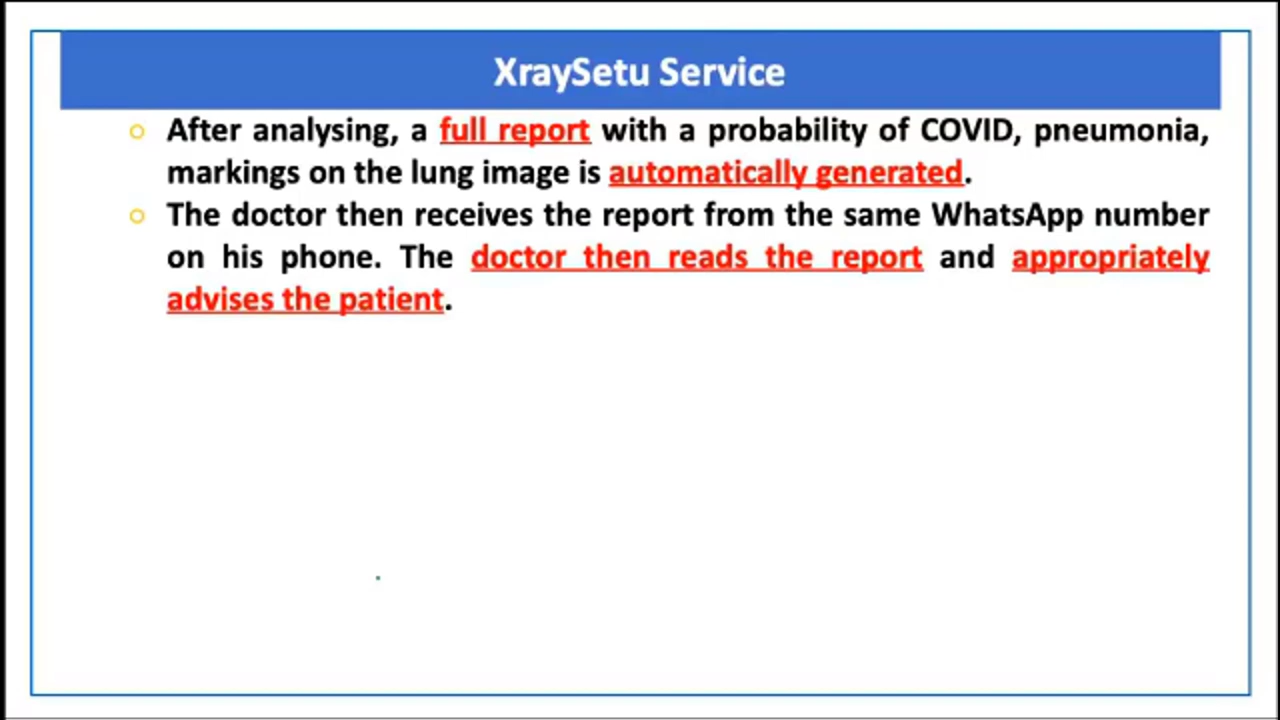 XraySetu Service
After analysing, a full report with a probability of COVID, pneumonia,
markings on the lung image is automatically generated.
The doctor then receives the report from the same WhatsApp number
on his phone. The doctor then reads the report and appropriately
advises the patient.